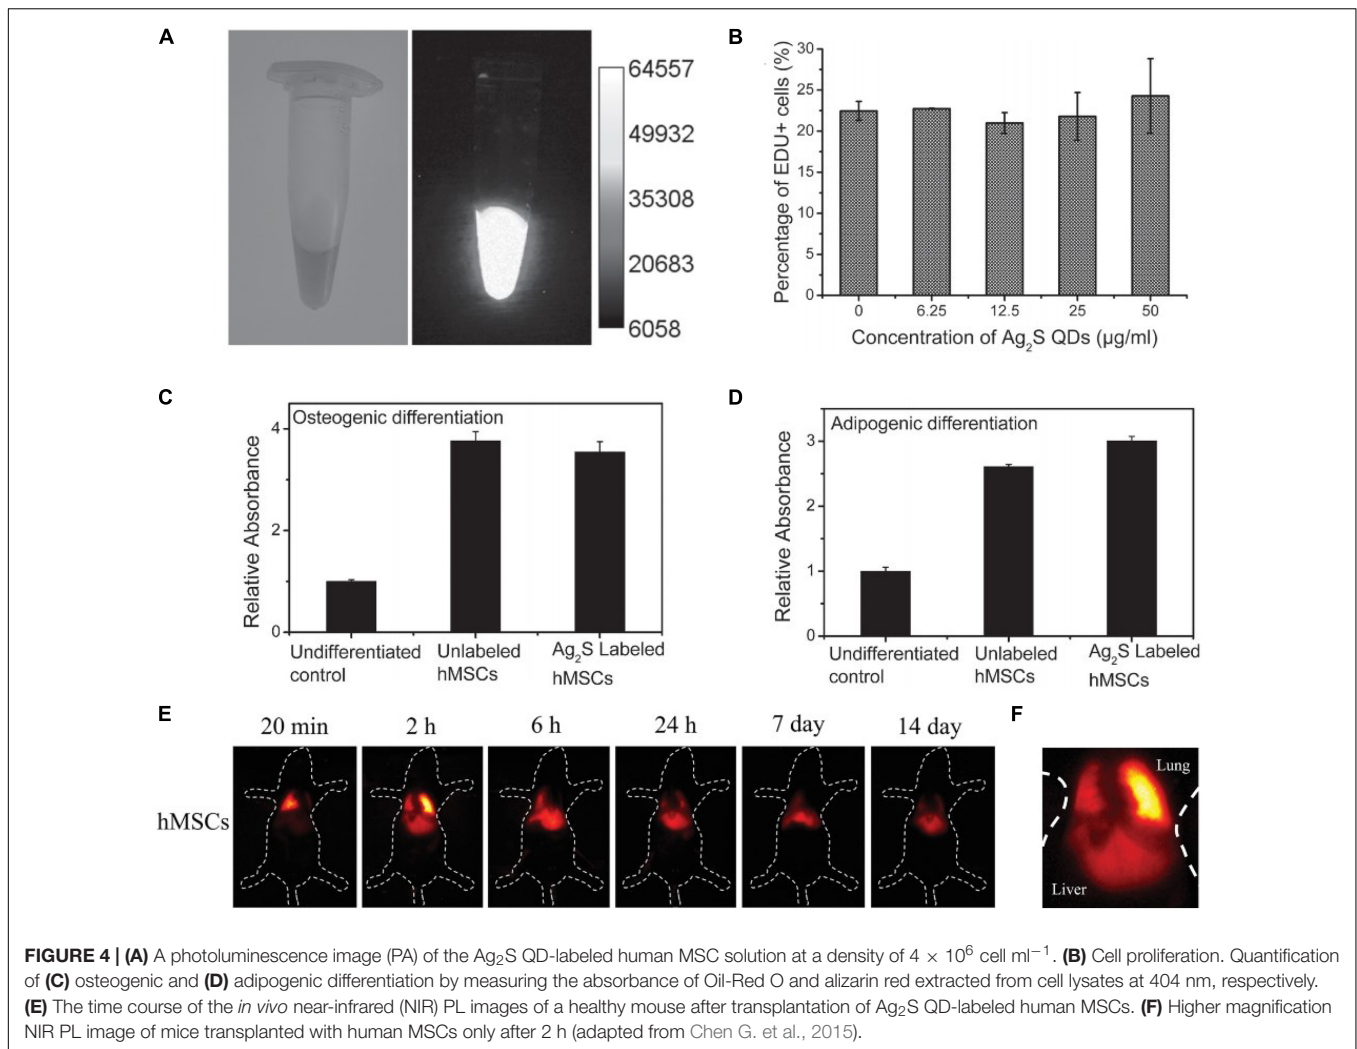 A
64557
49932
35308
20683
6058
B
Percentage of EDU+ cells (%)
30
25
20
15
10
5
0
0 6.25 12.5 25 50
Concentration of Ag₂S QDs (µg/ml)
C
Osteogenic differentiation
Relative Absorbance
4
2
0
Undifferentiated control
Unlabeled hMSCs
Ag₂S Labeled hMSCs
D
Adipogenic differentiation
Relative Absorbance
3
2
1
0
Undifferentiated control
Unlabeled hMSCs
Ag₂S Labeled hMSCs
E
20 min 2 h 6 h 24 h 7 day 14 day
hMSCs
F
Lung
Liver
FIGURE 4 | (A) A photoluminescence image (PA) of the Ag₂S QD-labeled human MSC solution at a density of 4 × 10⁶ cell ml⁻¹. (B) Cell proliferation. Quantification
of (C) osteogenic and (D) adipogenic differentiation by measuring the absorbance of Oil-Red O and alizarin red extracted from cell lysates at 404 nm, respectively.
(E) The time course of the in vivo near-infrared (NIR) PL images of a healthy mouse after transplantation of Ag₂S QD-labeled human MSCs. (F) Higher magnification
NIR PL image of mice transplanted with human MSCs only after 2 h (adapted from Chen G. et al., 2015).